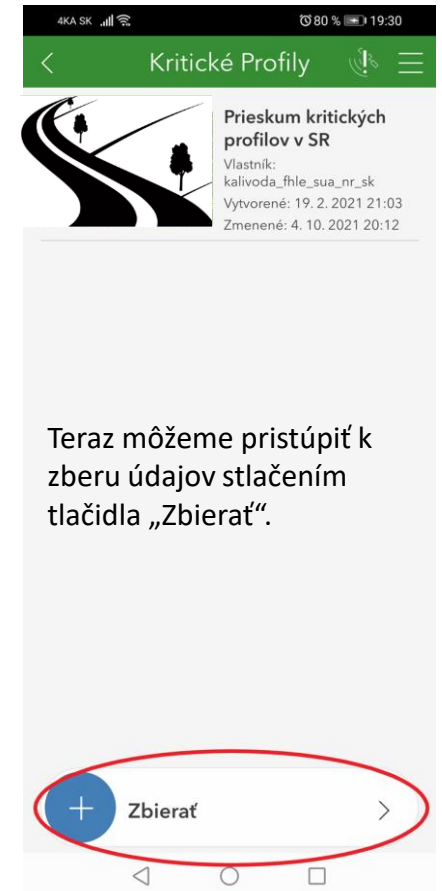 4KA SK 80 % 19:30
Kritické Profily
Prieskum kritických
profilov v SR
Vlastník:
kalivoda_fhle_sua_nr_sk
Vytvorené: 19. 2. 2021 21:03
Zmenené: 4. 10. 2021 20:12
Teraz môžeme pristúpiť k
zberu údajov stlačením
tlačidla „Zbierať“.
Zbierať